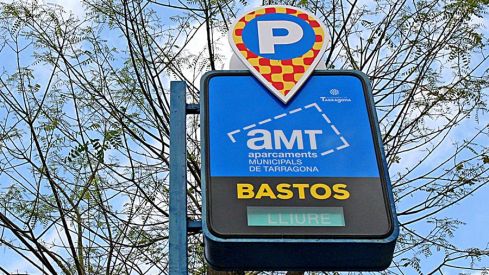 P
TARRAGONA
AMT
aparcaments
MUNICIPALS
DE TARRAGONA
BASTOS
LLIURE